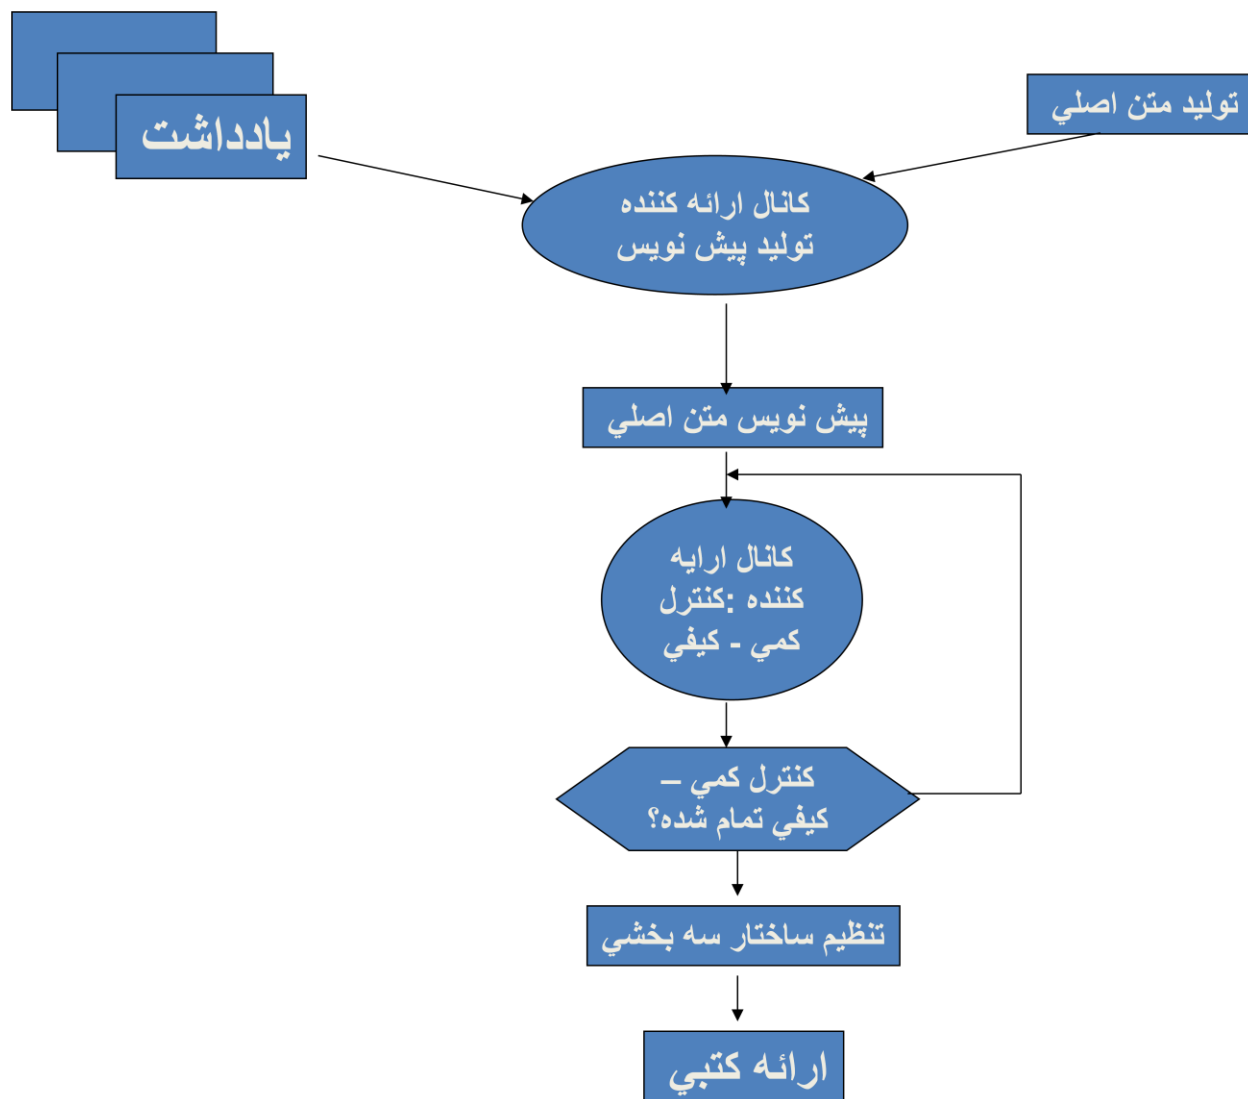 توليد متن اصلي
يادداشت
كانال ارائه كننده
توليد پيش نويس
پيش نويس متن اصلي
كانال ارايه
كننده :كنترل
كمي - كيفي
كنترل كمي –
كيفي تمام شده؟
تنظيم ساختار سه بخشي
ارائه كتبي